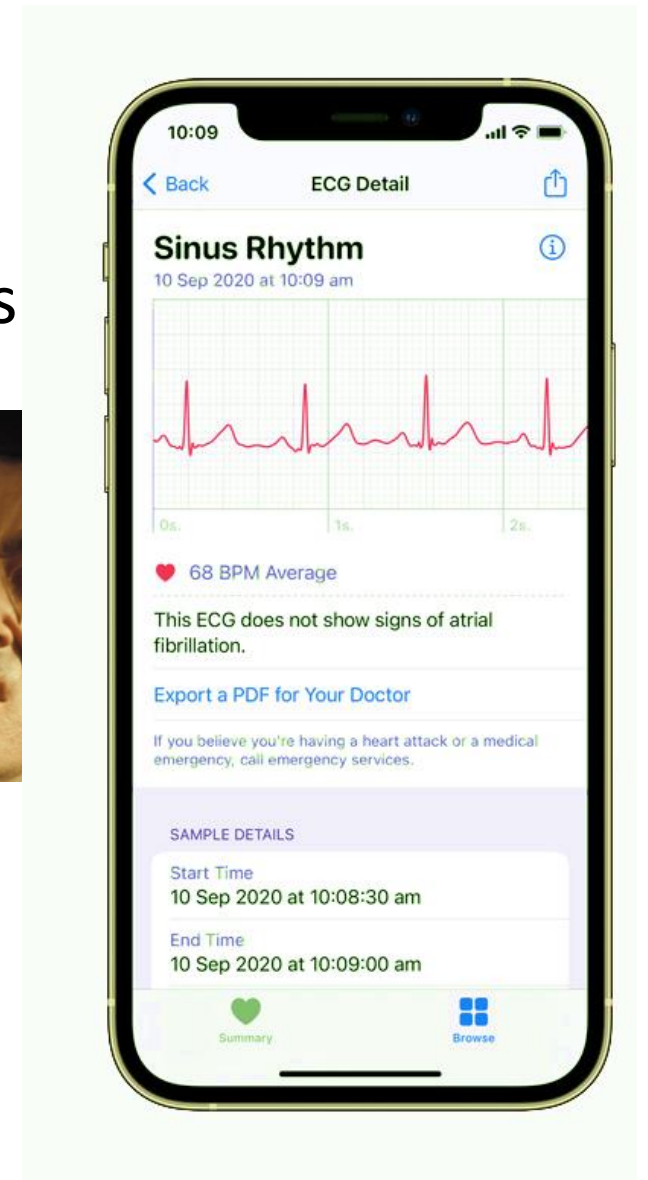 s
10:09
Back
ECG Detail
Sinus Rhythm
10 Sep 2020 at 10:09 am
0s.
1s.
2s.
68 BPM Average
This ECG does not show signs of atrial
fibrillation.
Export a PDF for Your Doctor
If you believe you're having a heart attack or a medical
emergency, call emergency services.
SAMPLE DETAILS
Start Time
10 Sep 2020 at 10:08:30 am
End Time
10 Sep 2020 at 10:09:00 am
Summary
Browse